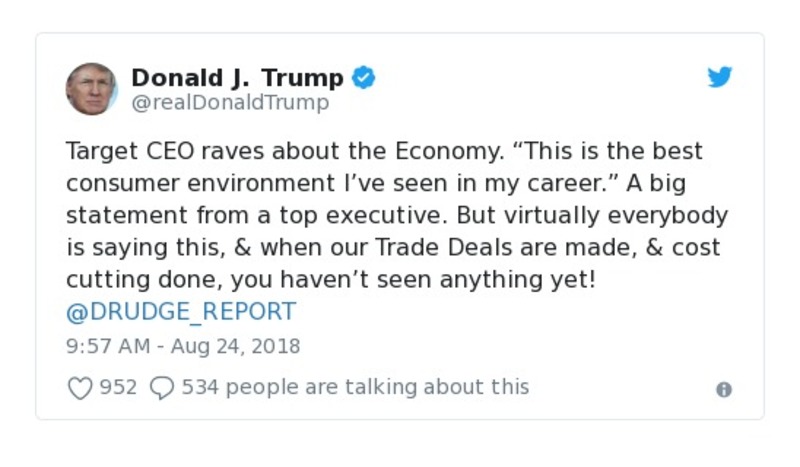 Donald J. Trump
@realDonaldTrump
Target CEO raves about the Economy. “This is the best
consumer environment I’ve seen in my career.” A big
statement from a top executive. But virtually everybody
is saying this, & when our Trade Deals are made, & cost
cutting done, you haven’t seen anything yet!
@DRUDGE_REPORT
9:57 AM - Aug 24, 2018
952 534 people are talking about this